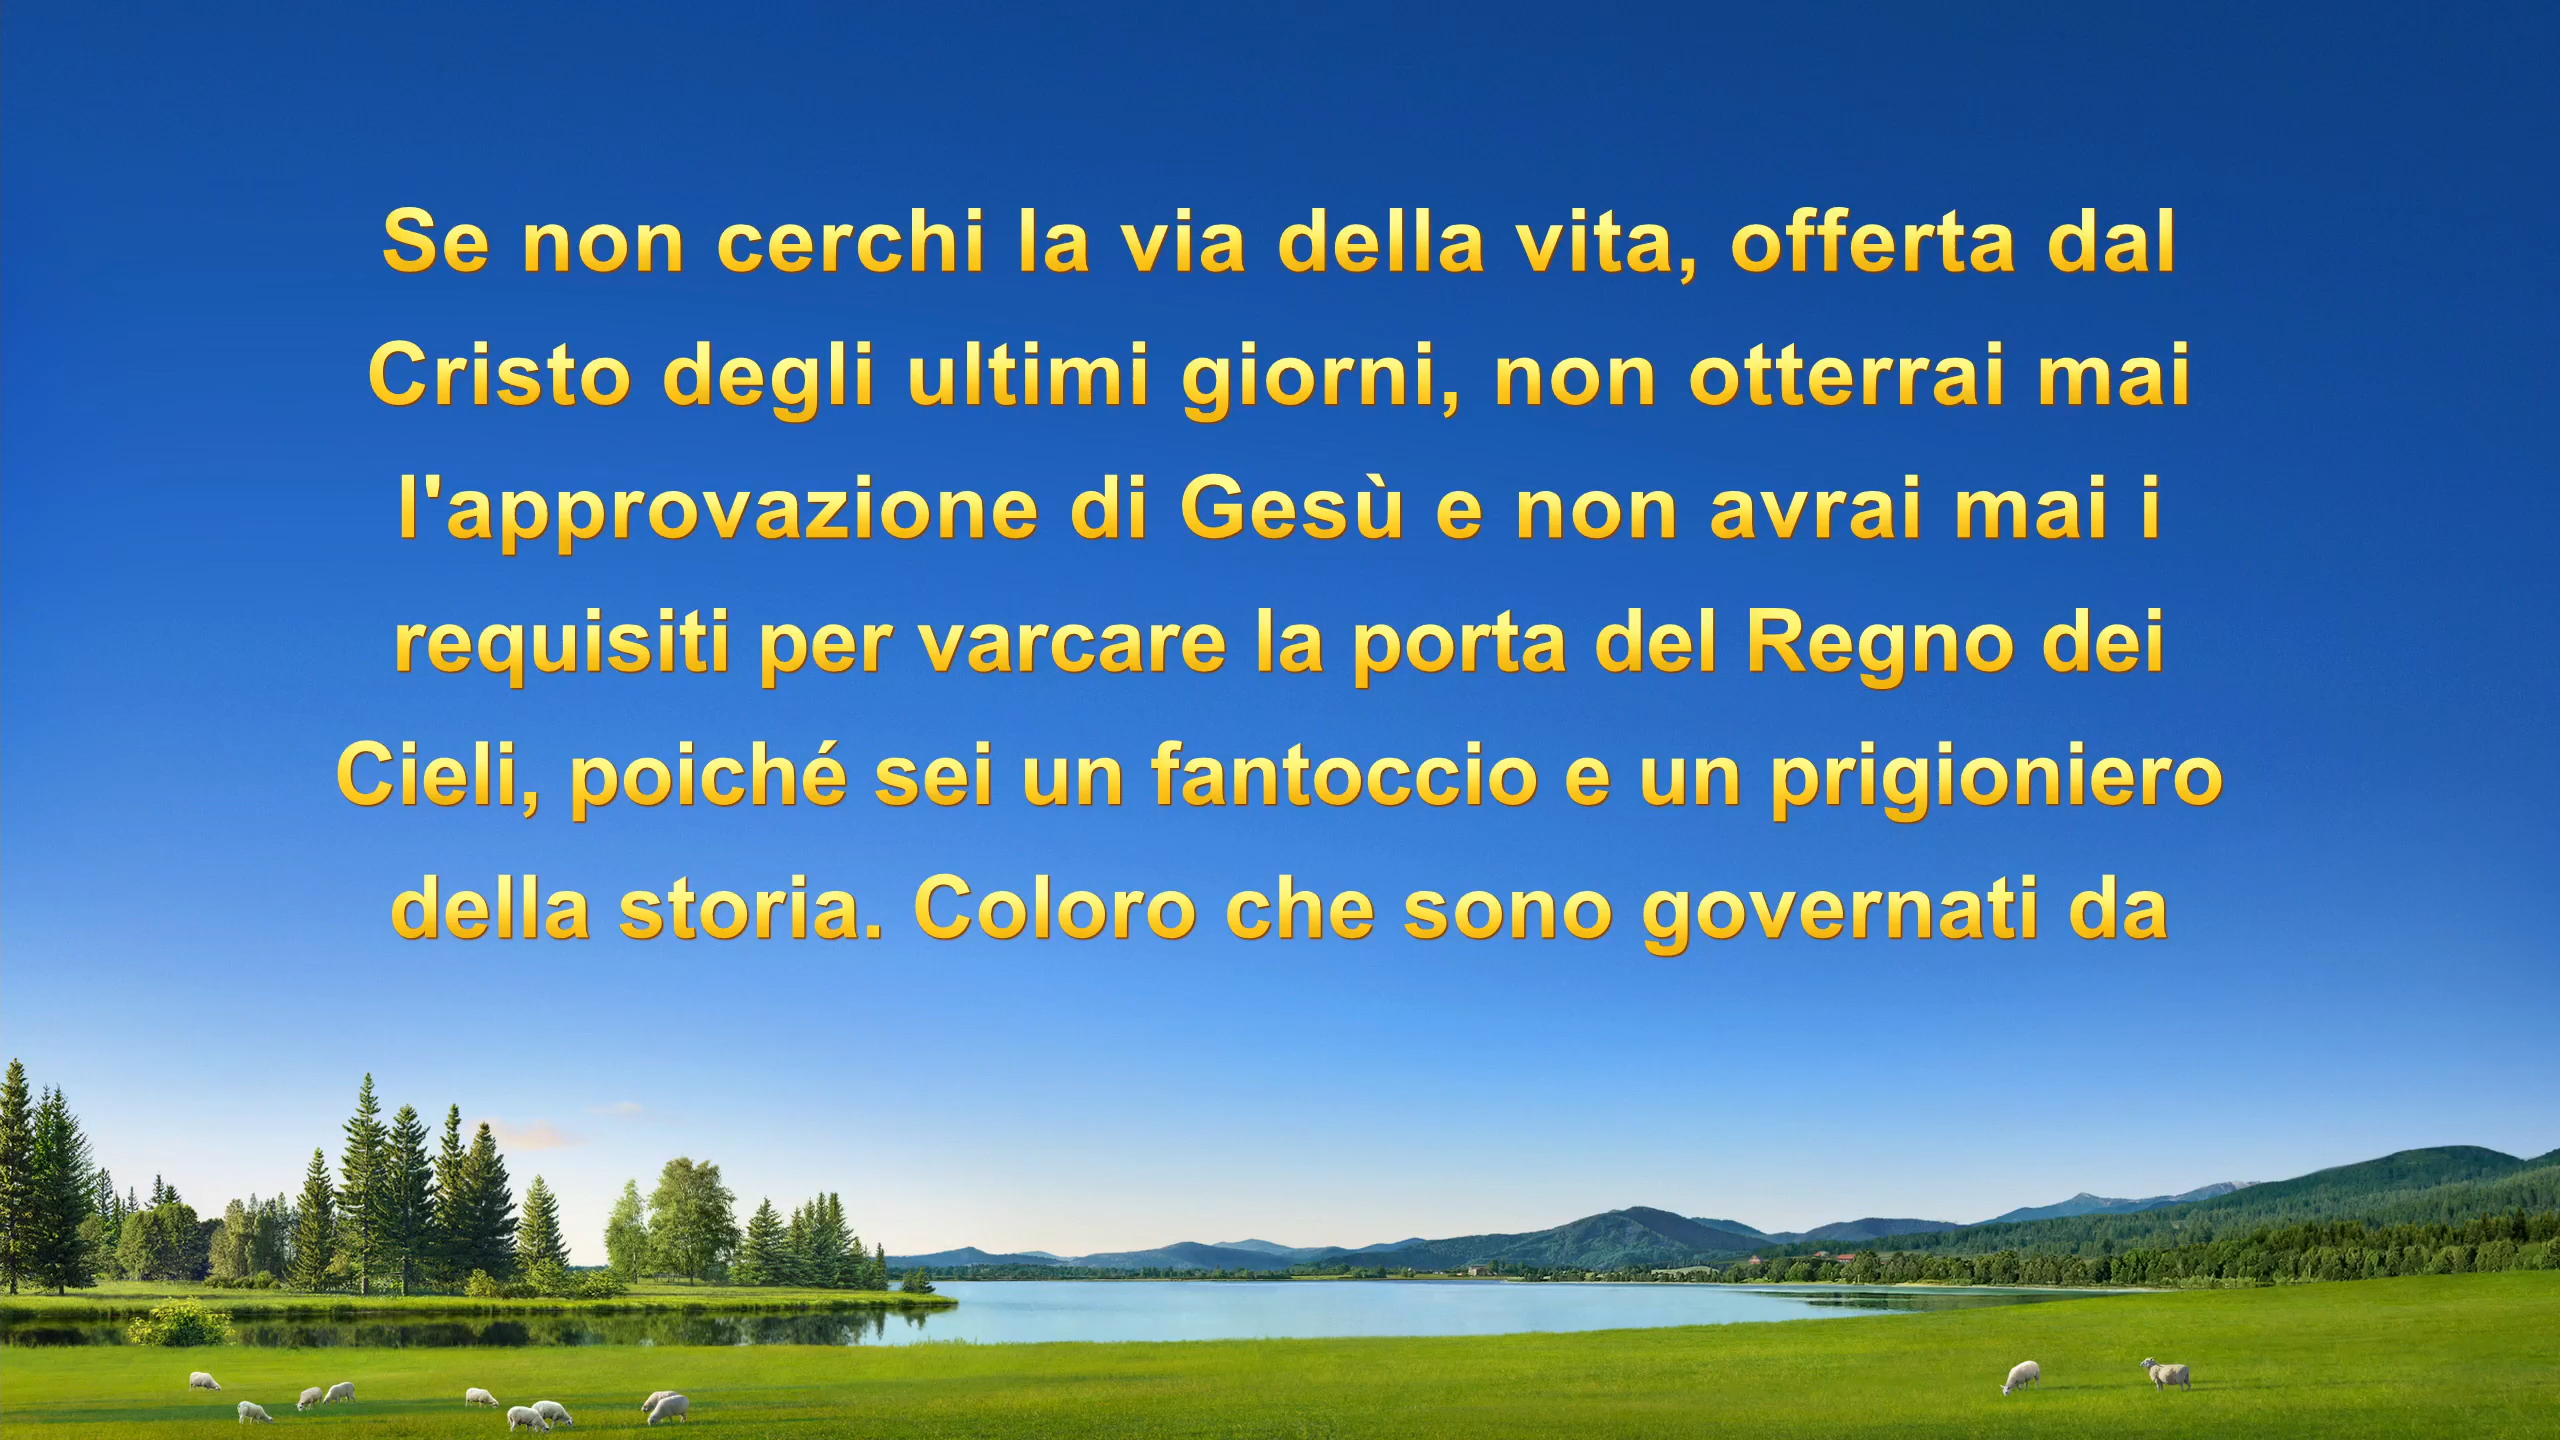 Se non cerchi la via della vita, offerta dal
Cristo degli ultimi giorni, non otterrai mai
l'approvazione di Gesù e non avrai mai i
requisiti per varcare la porta del Regno dei
Cieli, poiché sei un fantoccio e un prigioniero
della storia. Coloro che sono governati da